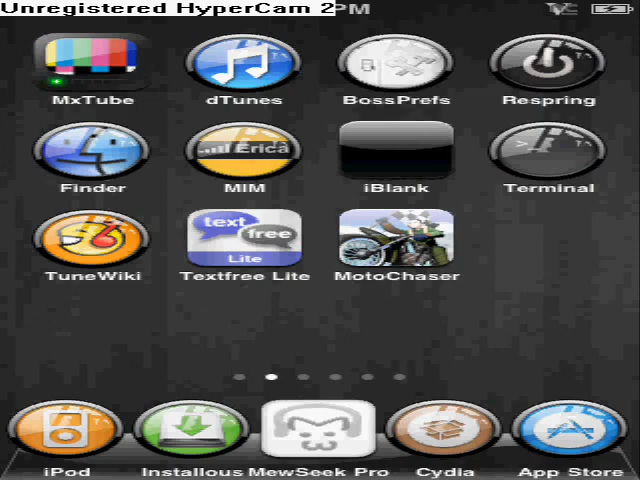 Unregistered HyperCam 2 PM
MxTube dTunes BossPrefs Respring
Erica
Finder MIM iBlank Terminal
text
free
Lite
TuneWiki Textfree Lite MotoChaser
iPod Installous MewSeek Pro Cydia App Store